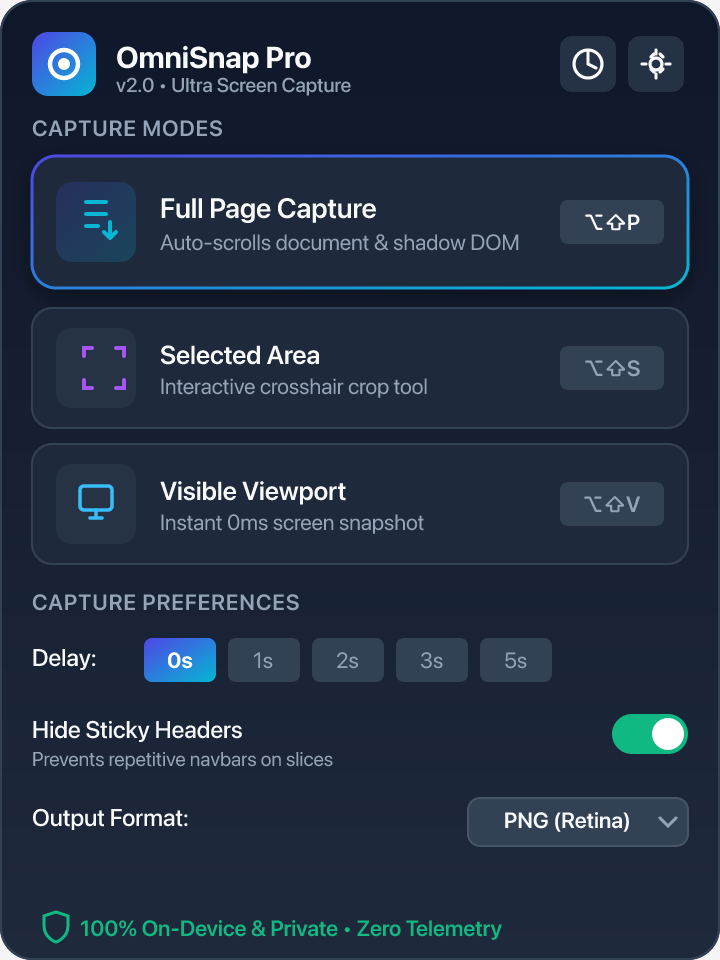 OmniSnap Pro
v2.0 • Ultra Screen Capture
CAPTURE MODES
Full Page Capture
Auto-scrolls document & shadow DOM
⌥⇧P
Selected Area
Interactive crosshair crop tool
⌥⇧S
Visible Viewport
Instant 0ms screen snapshot
⌥⇧V
CAPTURE PREFERENCES
Delay: 0s 1s 2s 3s 5s
Hide Sticky Headers
Prevents repetitive navbars on slices
Output Format: PNG (Retina)
100% On-Device & Private • Zero Telemetry